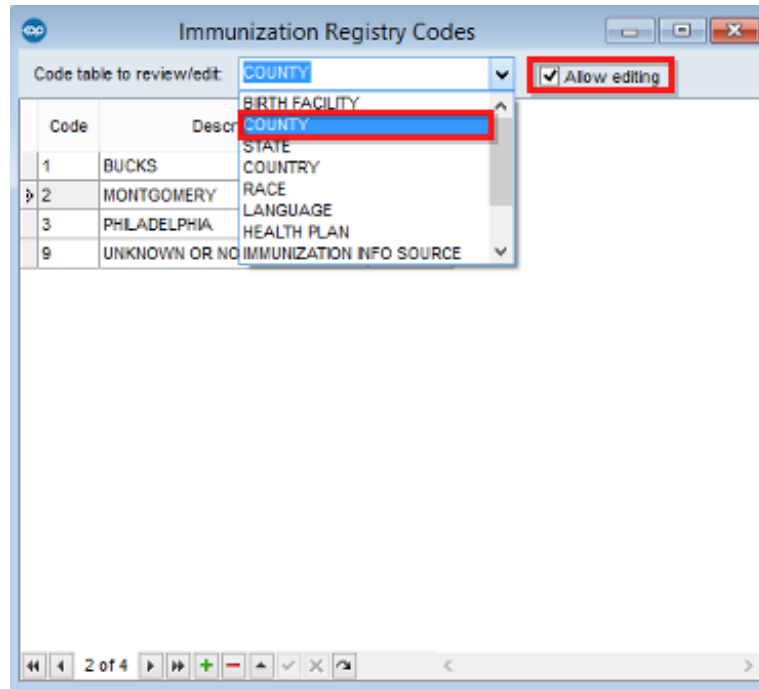 Immunization Registry Codes
Code table to review/edit: COUNTY Allow editing
BIRTH FACILITY
COUNTY
STATE
COUNTRY
RACE
LANGUAGE
HEALTH PLAN
IMMUNIZATION INFO SOURCE
Code Descr
1 BUCKS
2 MONTGOMERY
3 PHILADELPHIA
9 UNKNOWN OR NO
2 of 4